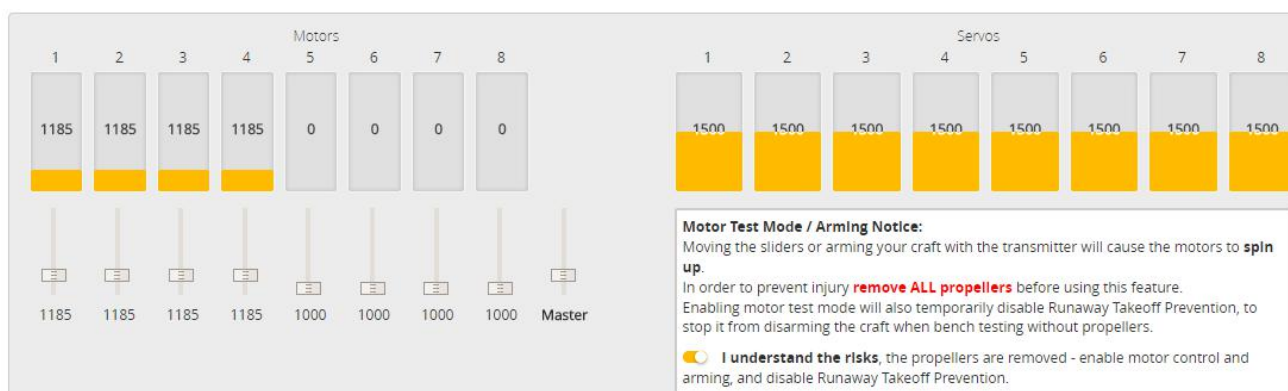 Motors
Servos
1 2 3 4 5 6 7 8
1 2 3 4 5 6 7 8
1185 1185 1185 1185 0 0 0 0
1500 1500 1500 1500 1500 1500 1500 1500
1185 1185 1185 1185 1000 1000 1000 1000 Master
Motor Test Mode / Arming Notice:
Moving the sliders or arming your craft with the transmitter will cause the motors to spin
up.
In order to prevent injury remove ALL propellers before using this feature.
Enabling motor test mode will also temporarily disable Runaway Takeoff Prevention, to
stop it from disarming the craft when bench testing without propellers.
I understand the risks, the propellers are removed - enable motor control and
arming, and disable Runaway Takeoff Prevention.